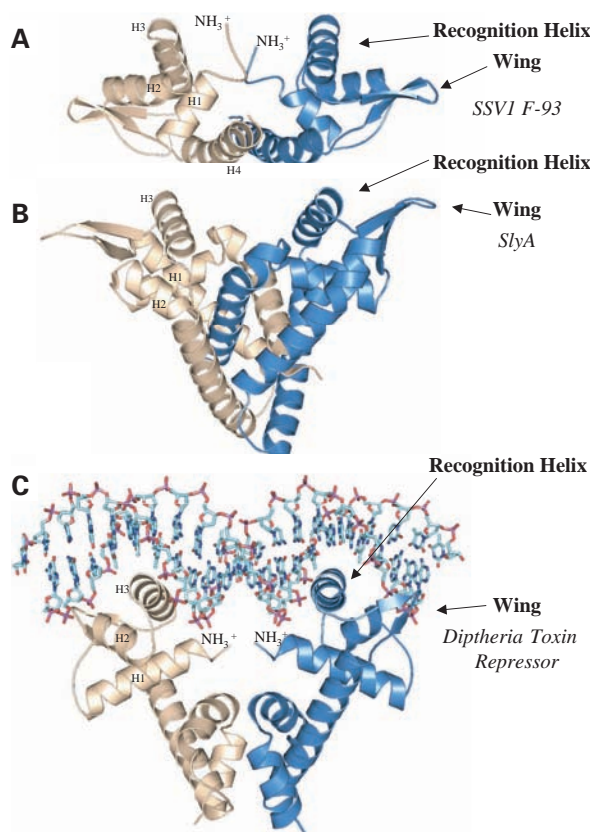 A
H3
NH3+
NH3+
Recognition Helix
Wing
H2
H1
SSV1 F-93
H4
Recognition Helix
B
H3
Wing
SlyA
H1
H2
Recognition Helix
C
H3
Wing
H2
NH3+
NH3+
Diptheria Toxin
Repressor
H1